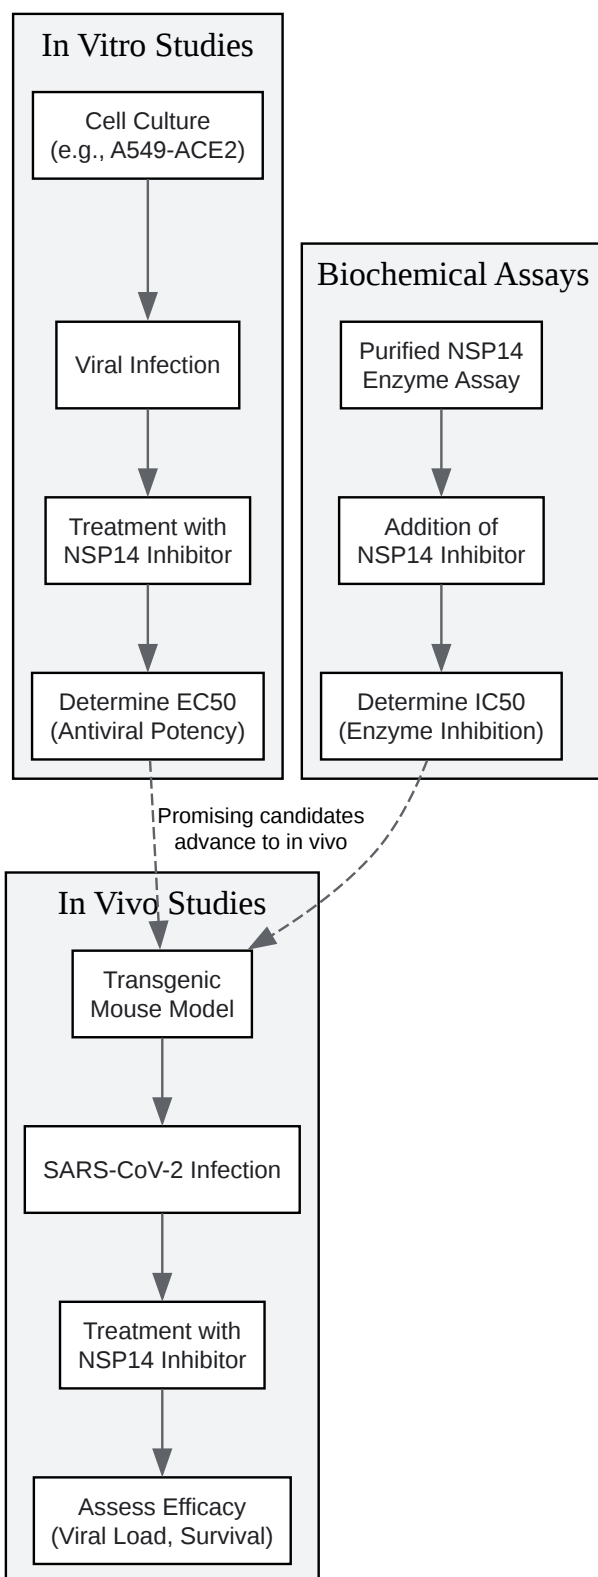 In Vitro Studies
Cell Culture
(e.g., A549-ACE2)
Viral Infection
Treatment with
NSP14 Inhibitor
Determine EC50
(Antiviral Potency)
Biochemical Assays
Purified NSP14
Enzyme Assay
Addition of
NSP14 Inhibitor
Determine IC50
(Enzyme Inhibition)
Promising candidates
advance to in vivo
In Vivo Studies
Transgenic
Mouse Model
SARS-CoV-2 Infection
Treatment with
NSP14 Inhibitor
Assess Efficacy
(Viral Load, Survival)